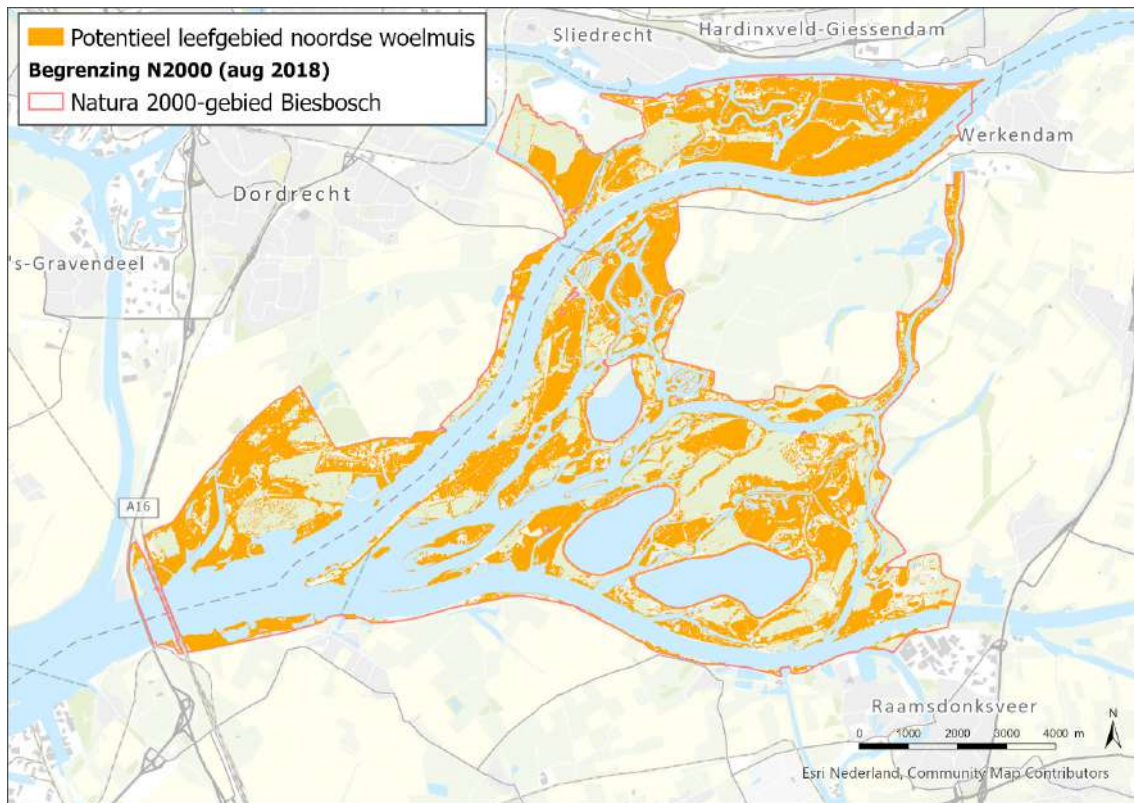 Potentieel leefgebied noordse woelmuis
Begrenzing N2000 (aug 2018)
Natura 2000-gebied Biesbosch
Sliedrecht
Hardinxveld-Giessendam
Werkendam
Dordrecht
's-Gravendeel
A16
Raamsdonksveer
N
0 1000 2000 3000 4000 m
Esri Nederland, Community Map Contributors